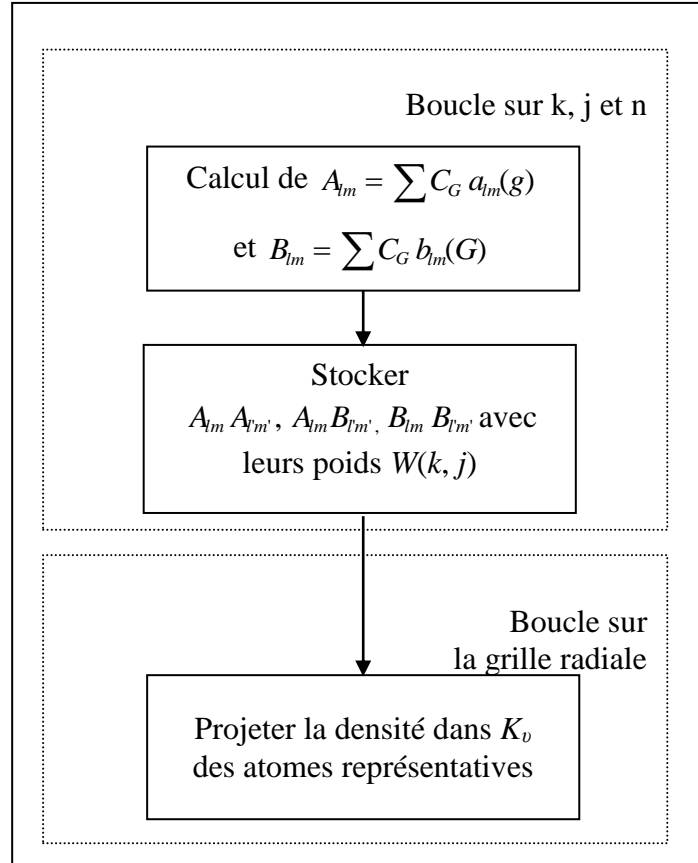 Boucle sur k, j et n
Calcul de A_lm = ∑ C_G a_lm(g)
et B_lm = ∑ C_G b_lm(G)
Stocker
A_lm A_l'm', A_lm B_l'm', B_lm B_l'm' avec
leurs poids W(k, j)
Boucle sur
la grille radiale
Projeter la densité dans K_υ
des atomes représentatives